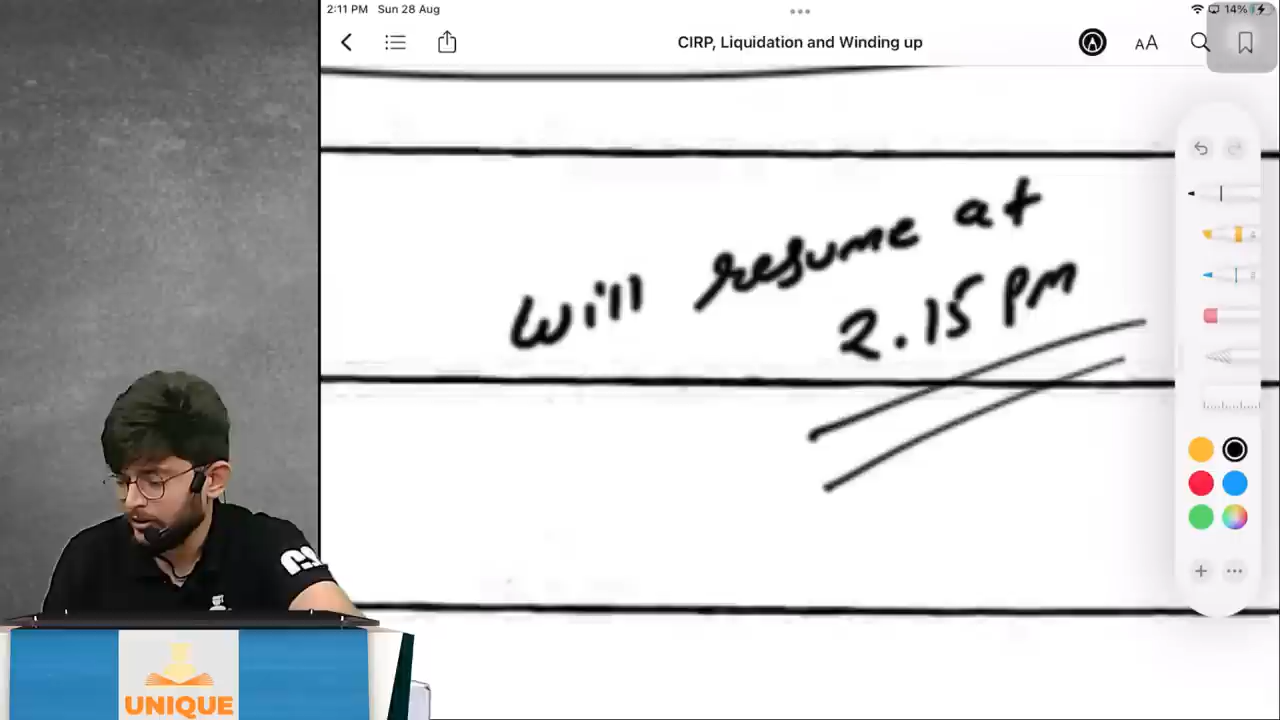 2:11 PM Sun 28 Aug
14%
CIRP, Liquidation and Winding up
AA
will resume at
2.15 pm
CS
UNIQUE